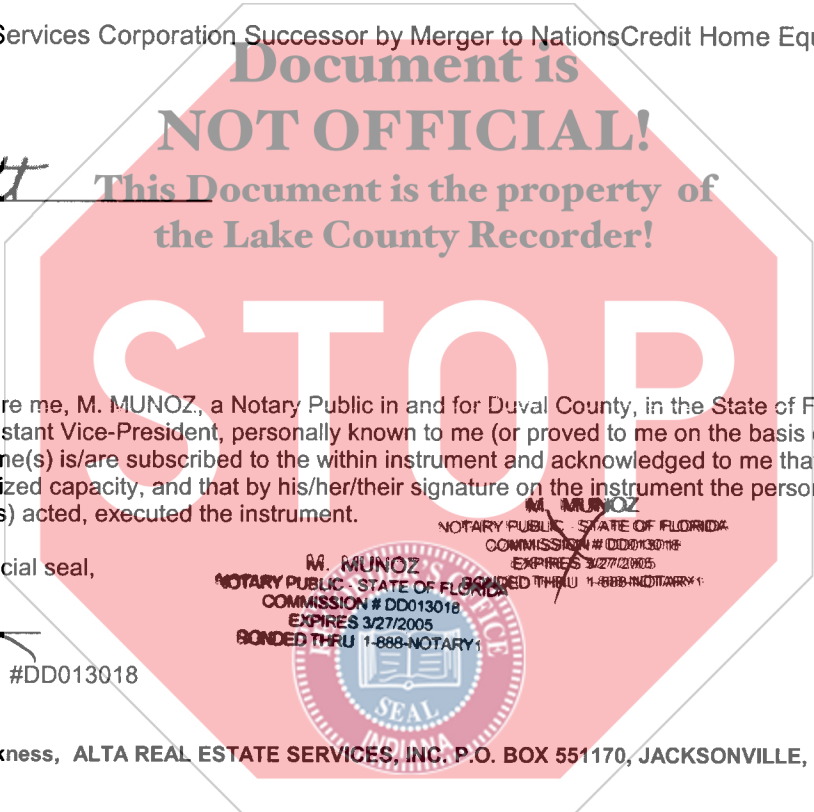 Services Corporation Successor by Merger to NationsCredit Home Equ
Document is
NOT OFFICIAL!
This Document is the property of
the Lake County Recorder!
STOP
re me, M. MUNOZ., a Notary Public in and for Duval County, in the State of F
stant Vice-President, personally known to me (or proved to me on the basis
ne(s) is/are subscribed to the within instrument and acknowledged to me tha
ized capacity, and that by his/her/their signature on the instrument the perso
s) acted, executed the instrument.
M. MUNOZ
NOTARY PUBLIC - STATE OF FLORIDA
COMMISSION # DD013018
EXPIRES 3/27/2005
BONDED THRU 1-888-NOTARY1
cial seal,
M. MUNOZ
NOTARY PUBLIC - STATE OF FLORIDA
COMMISSION # DD013018
EXPIRES 3/27/2005
BONDED THRU 1-888-NOTARY1
#DD013018
SEAL
INDIANA
kness, ALTA REAL ESTATE SERVICES, INC. P.O. BOX 551170, JACKSONVILLE,